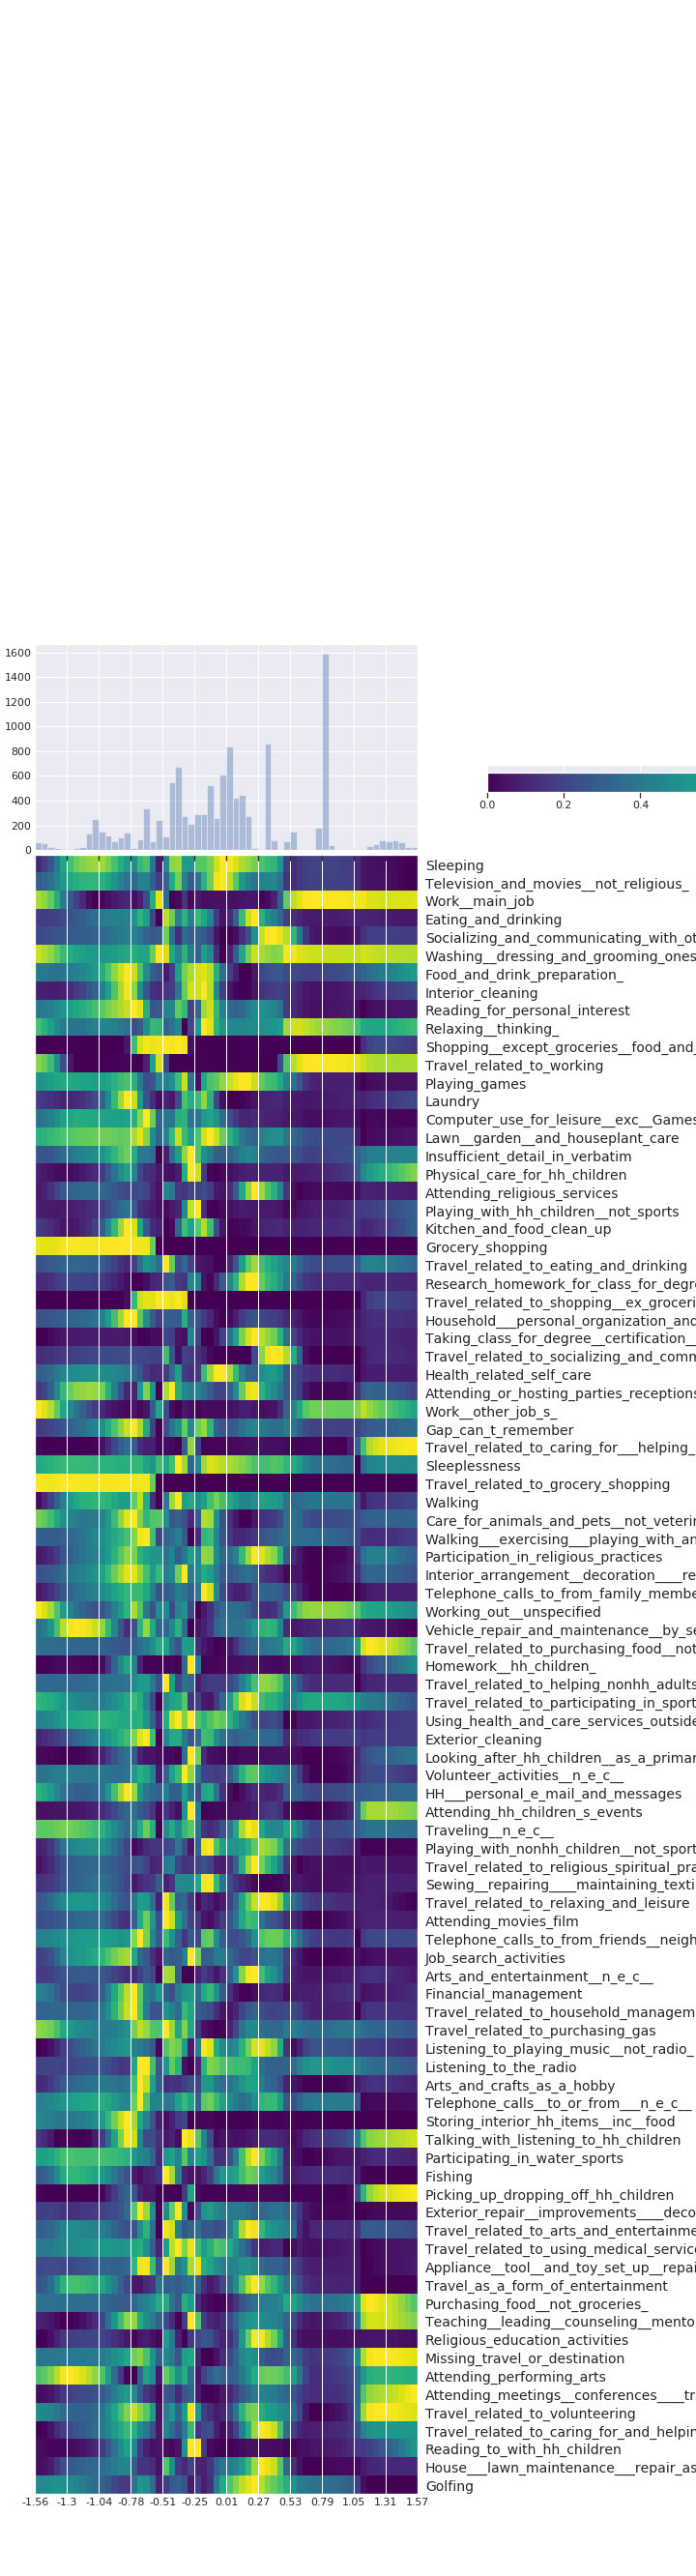 1600
1400
1200
1000
800
600
400
200
0
0.0 0.2 0.4
Sleeping
Television_and_movies__not_religious_
Work__main_job
Eating_and_drinking
Socializing_and_communicating_with_ot
Washing__dressing_and_grooming_ones
Food_and_drink_preparation_
Interior_cleaning
Reading_for_personal_interest
Relaxing__thinking_
Shopping__except_groceries__food_and_
Travel_related_to_working
Playing_games
Laundry
Computer_use_for_leisure__exc__Games
Lawn__garden__and_houseplant_care
Insufficient_detail_in_verbatim
Physical_care_for_hh_children
Attending_religious_services
Playing_with_hh_children__not_sports
Kitchen_and_food_clean_up
Grocery_shopping
Travel_related_to_eating_and_drinking
Research_homework_for_class_for_degre
Travel_related_to_shopping__ex_groceri
Household___personal_organization_and
Taking_class_for_degree__certification__
Travel_related_to_socializing_and_comm
Health_related_self_care
Attending_or_hosting_parties_receptions
Work__other_job_s_
Gap_can_t_remember
Travel_related_to_caring_for___helping_
Sleeplessness
Travel_related_to_grocery_shopping
Walking
Care_for_animals_and_pets__not_veterin
Walking___exercising___playing_with_an
Participation_in_religious_practices
Interior_arrangement__decoration____re
Telephone_calls_to_from_family_membe
Working_out__unspecified
Vehicle_repair_and_maintenance__by_se
Travel_related_to_purchasing_food__not
Homework__hh_children_
Travel_related_to_helping_nonhh_adults
Travel_related_to_participating_in_sport
Using_health_and_care_services_outside
Exterior_cleaning
Looking_after_hh_children__as_a_primar
Volunteer_activities__n_e_c__
HH___personal_e_mail_and_messages
Attending_hh_children_s_events
Traveling__n_e_c__
Playing_with_nonhh_children__not_sport
Travel_related_to_religious_spiritual_pra
Sewing__repairing____maintaining_texti
Travel_related_to_relaxing_and_leisure
Attending_movies_film
Telephone_calls_to_from_friends__neigh
Job_search_activities
Arts_and_entertainment__n_e_c__
Financial_management
Travel_related_to_household_managem
Travel_related_to_purchasing_gas
Listening_to_playing_music__not_radio_
Listening_to_the_radio
Arts_and_crafts_as_a_hobby
Telephone_calls__to_or_from___n_e_c__
Storing_interior_hh_items__inc__food
Talking_with_listening_to_hh_children
Participating_in_water_sports
Fishing
Picking_up_dropping_off_hh_children
Exterior_repair__improvements____deco
Travel_related_to_arts_and_entertainme
Travel_related_to_using_medical_service
Appliance__tool__and_toy_set_up__repai
Travel_as_a_form_of_entertainment
Purchasing_food__not_groceries_
Teaching__leading__counseling__mento
Religious_education_activities
Missing_travel_or_destination
Attending_performing_arts
Attending_meetings__conferences____tr
Travel_related_to_volunteering
Travel_related_to_caring_for_and_helpin
Reading_to_with_hh_children
House___lawn_maintenance___repair_as
Golfing
-1.56 -1.3 -1.04 -0.78 -0.51 -0.25 0.01 0.27 0.53 0.79 1.05 1.31 1.57